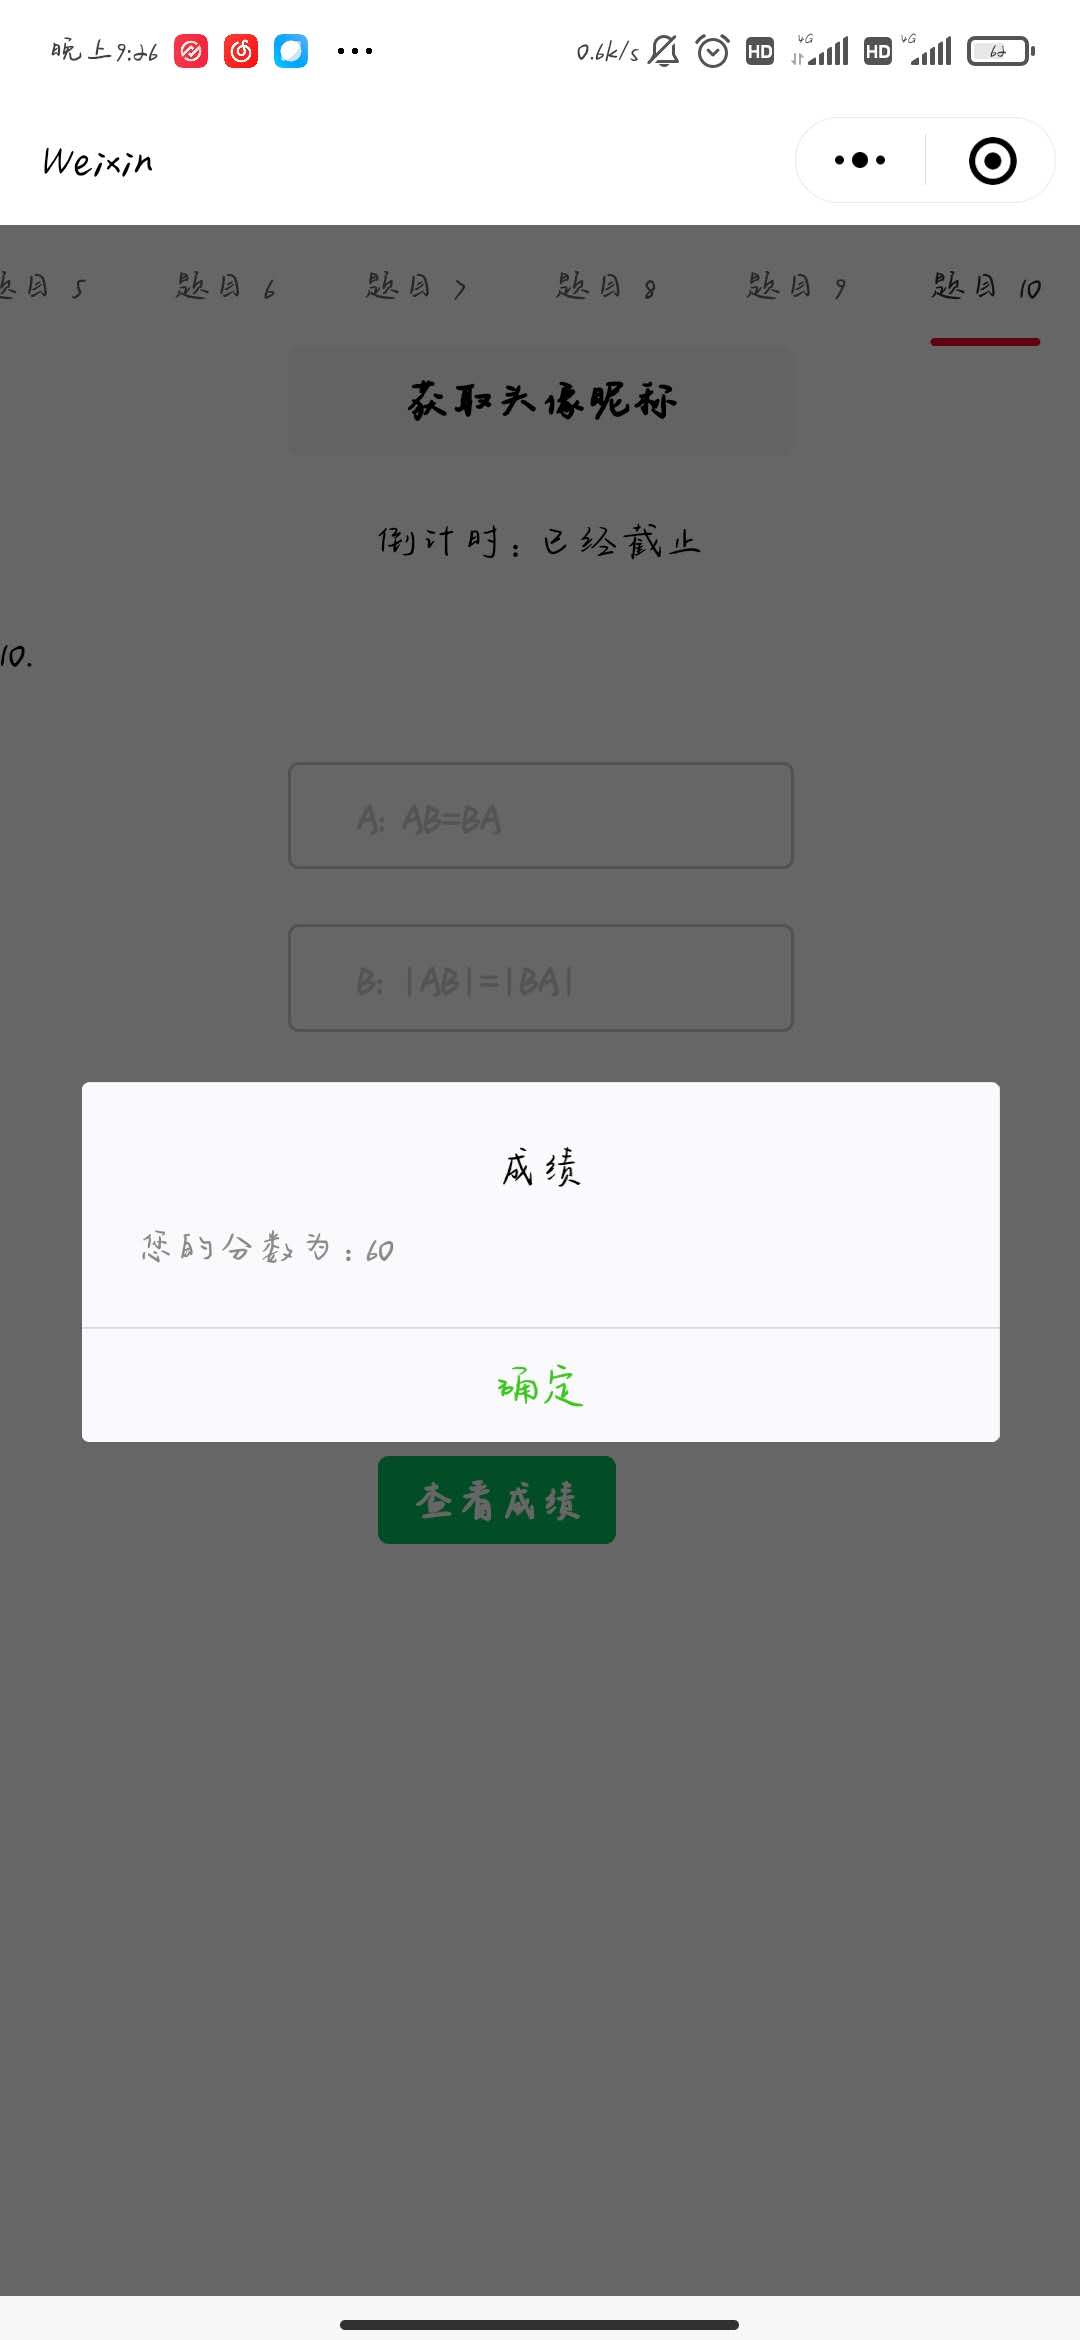 晚上9:26
0.6k/s
HD
4G
HD
4G
62
Weixin
题目 5
题目 6
题目 7
题目 8
题目 9
题目 10
获取头像昵称
倒计时:已经截止
10.
A: AB=BA
B: |AB|=|BA|
成绩
您的分数为:60
确定
查看成绩